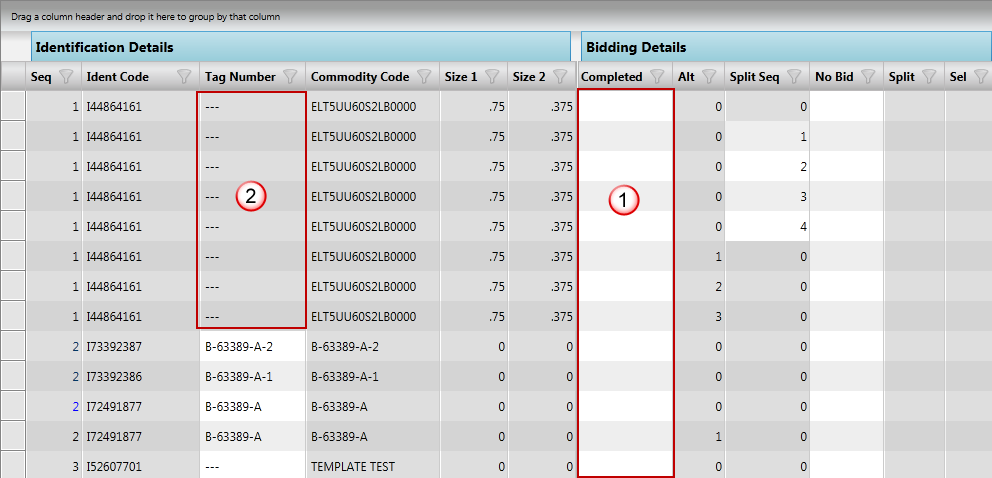 Drag a column header and drop it here to group by that column
Identification Details Bidding Details
Seq Ident Code Tag Number Commodity Code Size 1 Size 2 Completed Alt Split Seq No Bid Split Sel
1 I44864161 --- ELT5UU60S2LB0000 .75 .375 0 0
1 I44864161 --- ELT5UU60S2LB0000 .75 .375 0 1
1 I44864161 --- ELT5UU60S2LB0000 .75 .375 0 2
1 I44864161 --- 2 ELT5UU60S2LB0000 .75 .375 1 0 3
1 I44864161 --- ELT5UU60S2LB0000 .75 .375 0 4
1 I44864161 --- ELT5UU60S2LB0000 .75 .375 1 0
1 I44864161 --- ELT5UU60S2LB0000 .75 .375 2 0
1 I44864161 --- ELT5UU60S2LB0000 .75 .375 3 0
2 I73392387 B-63389-A-2 B-63389-A-2 0 0 0 0
2 I73392386 B-63389-A-1 B-63389-A-1 0 0 0 0
2 I72491877 B-63389-A B-63389-A 0 0 0 0
2 I72491877 B-63389-A B-63389-A 0 0 1 0
3 I52607701 --- TEMPLATE TEST 0 0 0 0